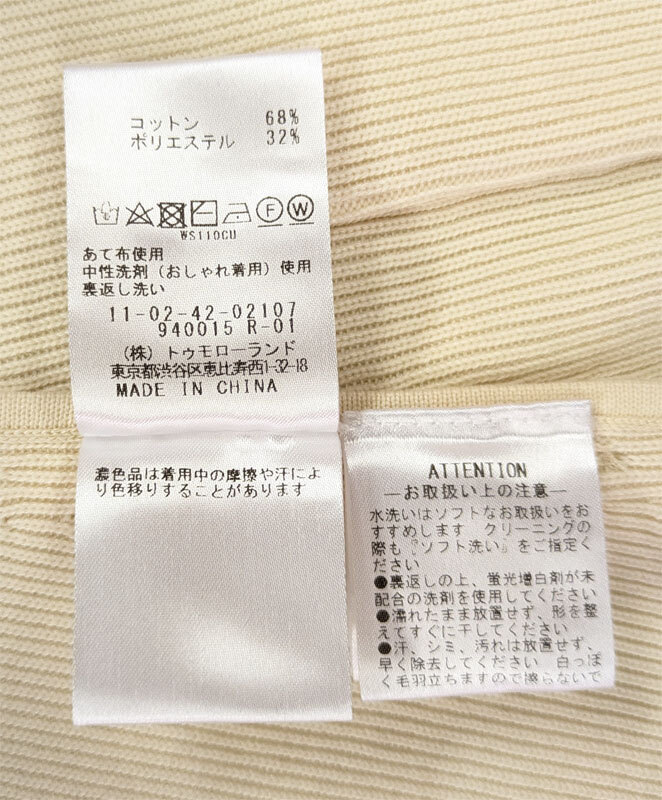 コットン 68%
ポリエステル 32%
F W
WS110CU
あて布使用
中性洗剤（おしゃれ着用）使用
裏返し洗い
11-02-42-02107
940015 R-01
（株）トゥモローランド
東京都渋谷区恵比寿西1-32-18
MADE IN CHINA
濃色品は着用中の摩擦や汗によ
り色移りすることがあります
ATTENTION
―お取扱い上の注意―
水洗いはソフトなお取扱いをお
すすめします クリーニングの
際も『ソフト洗い』をご指定く
ださい
●裏返しの上、蛍光増白剤が未
配合の洗剤を使用してください
●濡れたまま放置せず、形を整
えてすぐに干してください
●汗、シミ、汚れは放置せず、
早く除去してください 白っぽ
く毛羽立ちますので擦らないで